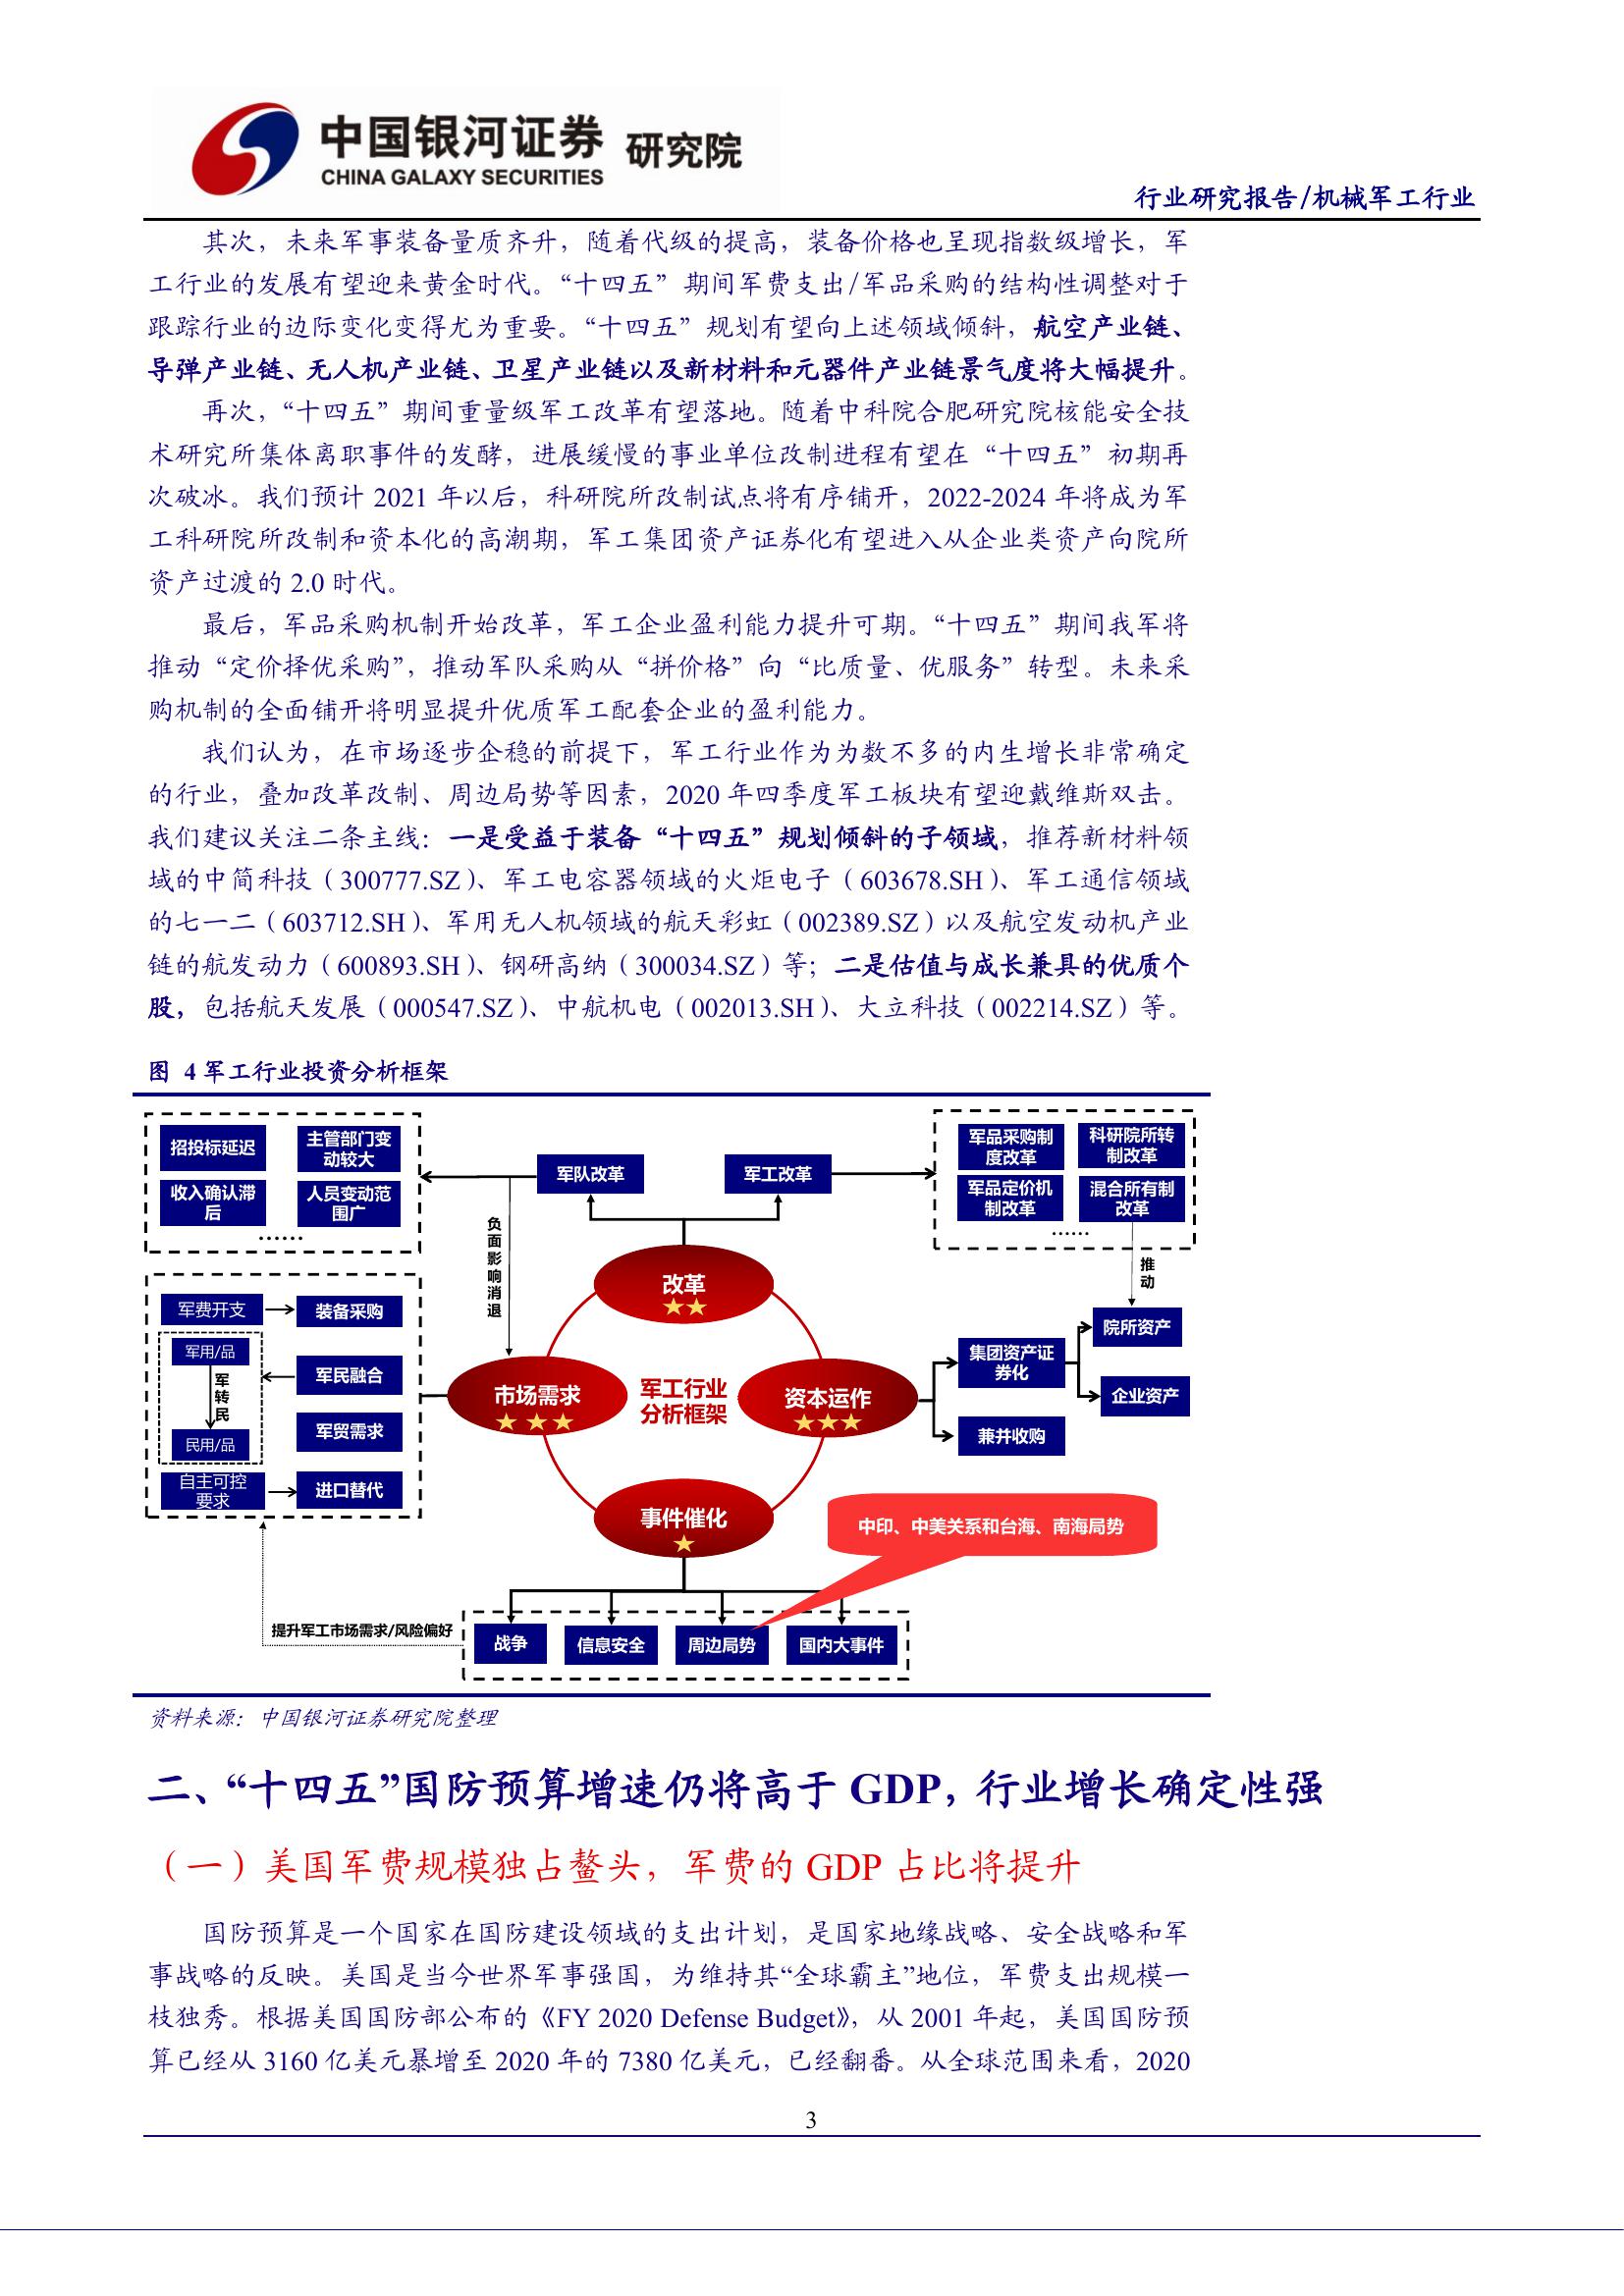 中国银河证券 研究院
CHINA GALAXY SECURITIES
行业研究报告/机械军工行业
其次，未来军事装备量质齐升，随着代级的提高，装备价格也呈现指数级增长，军
工行业的发展有望迎来黄金时代。“十四五”期间军费支出/军品采购的结构性调整对于
跟踪行业的边际变化变得尤为重要。“十四五”规划有望向上述领域倾斜，航空产业链、
导弹产业链、无人机产业链、卫星产业链以及新材料和元器件产业链景气度将大幅提升。
再次，“十四五”期间重量级军工改革有望落地。随着中科院合肥研究院核能安全技
术研究所集体离职事件的发酵，进展缓慢的事业单位改制进程有望在“十四五”初期再
次破冰。我们预计 2021 年以后，科研院所改制试点将有序铺开，2022-2024 年将成为军
工科研院所改制和资本化的高潮期，军工集团资产证券化有望进入从企业类资产向院所
资产过渡的 2.0 时代。
最后，军品采购机制开始改革，军工企业盈利能力提升可期。“十四五”期间我军将
推动“定价择优采购”，推动军队采购从“拼价格”向“比质量、优服务”转型。未来采
购机制的全面铺开将明显提升优质军工配套企业的盈利能力。
我们认为，在市场逐步企稳的前提下，军工行业作为为数不多的内生增长非常确定
的行业，叠加改革改制、周边局势等因素，2020 年四季度军工板块有望迎戴维斯双击。
我们建议关注二条主线：一是受益于装备“十四五”规划倾斜的子领域，推荐新材料领
域的中简科技（300777.SZ）、军工电容器领域的火炬电子（603678.SH）、军工通信领域
的七一二（603712.SH）、军用无人机领域的航天彩虹（002389.SZ）以及航空发动机产业
链的航发动力（600893.SH）、钢研高纳（300034.SZ）等；二是估值与成长兼具的优质个
股，包括航天发展（000547.SZ）、中航机电（002013.SH）、大立科技（002214.SZ）等。
图 4 军工行业投资分析框架
招投标延迟
主管部门变
动较大
收入确认滞
后
人员变动范
围广
……
军队改革
军工改革
军品采购制
度改革
科研院所转
制改革
军品定价机
制改革
混合所有制
改革
……
负面影响消退
推动
改革
军费开支
装备采购
军用/品
军转民
民用/品
军民融合
军贸需求
自主可控
要求
进口替代
市场需求
军工行业
分析框架
资本运作
集团资产证
券化
院所资产
企业资产
兼并收购
事件催化
中印、中美关系和台海、南海局势
提升军工市场需求/风险偏好
战争
信息安全
周边局势
国内大事件
资料来源：中国银河证券研究院整理
二、“十四五”国防预算增速仍将高于 GDP，行业增长确定性强
（一）美国军费规模独占鳌头，军费的 GDP 占比将提升
国防预算是一个国家在国防建设领域的支出计划，是国家地缘战略、安全战略和军
事战略的反映。美国是当今世界军事强国，为维持其“全球霸主”地位，军费支出规模一
枝独秀。根据美国国防部公布的《FY 2020 Defense Budget》，从 2001 年起，美国国防预
算已经从 3160 亿美元暴增至 2020 年的 7380 亿美元，已经翻番。从全球范围来看，2020
3